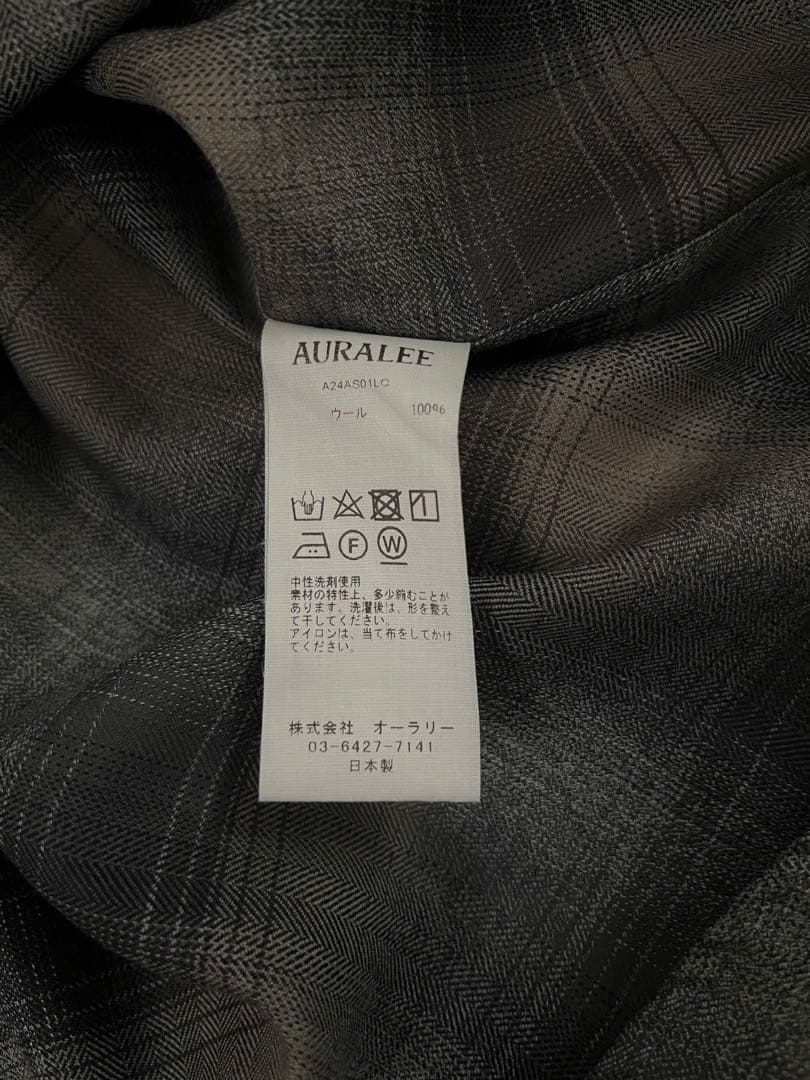 AURALEE
A24AS01LC
ウール 100%
F W
中性洗剤使用
素材の特性上、多少縮むことが
あります。洗濯後は、形を整え
て干してください。
アイロンは、当て布をしてかけ
てください。
株式会社 オーラリー
03-6427-7141
日本製